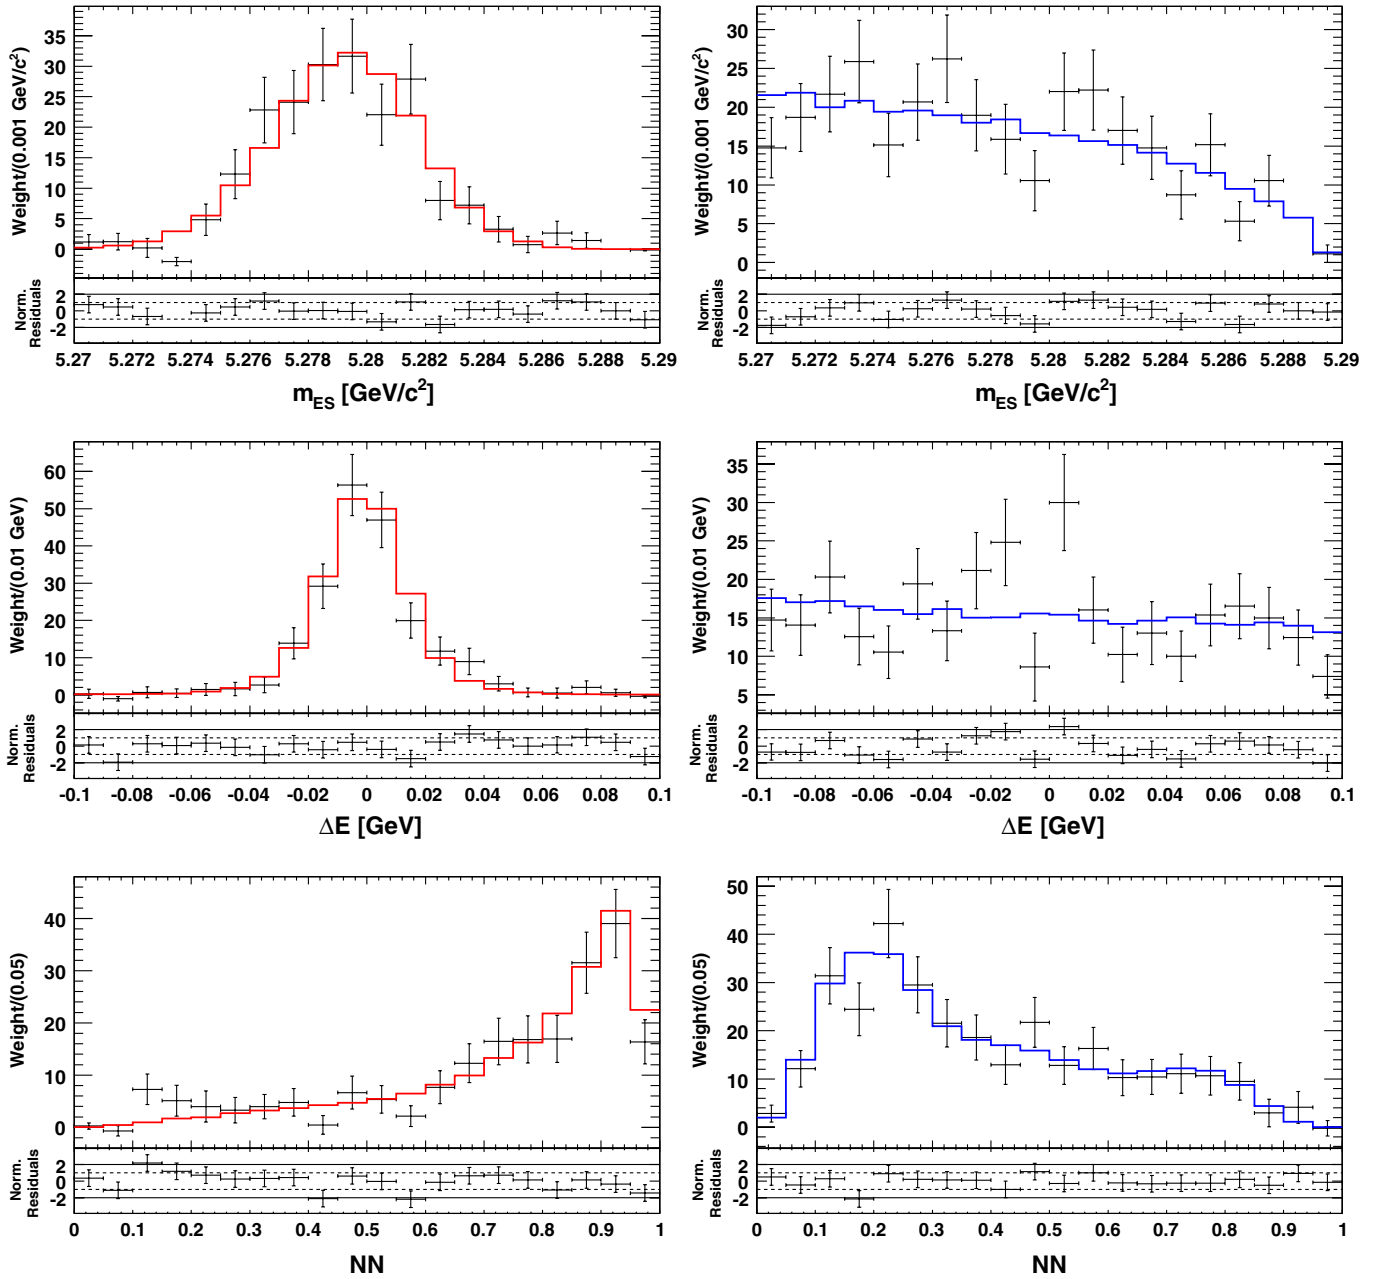 Weight/(0.001 GeV/c²)
35
30
25
20
15
10
5
0
Norm.
Residuals
2
0
-2
5.27 5.272 5.274 5.276 5.278 5.28 5.282 5.284 5.286 5.288 5.29
m_ES [GeV/c²]
Weight/(0.001 GeV/c²)
30
25
20
15
10
5
0
Norm.
Residuals
2
0
-2
5.27 5.272 5.274 5.276 5.278 5.28 5.282 5.284 5.286 5.288 5.29
m_ES [GeV/c²]
Weight/(0.01 GeV)
60
50
40
30
20
10
0
Norm.
Residuals
2
0
-2
-0.1 -0.08 -0.06 -0.04 -0.02 0 0.02 0.04 0.06 0.08 0.1
ΔE [GeV]
Weight/(0.01 GeV)
35
30
25
20
15
10
5
Norm.
Residuals
2
0
-2
-0.1 -0.08 -0.06 -0.04 -0.02 0 0.02 0.04 0.06 0.08 0.1
ΔE [GeV]
Weight/(0.05)
40
30
20
10
0
Norm.
Residuals
2
0
-2
0 0.1 0.2 0.3 0.4 0.5 0.6 0.7 0.8 0.9 1
NN
Weight/(0.05)
50
40
30
20
10
0
Norm.
Residuals
2
0
-2
0 0.1 0.2 0.3 0.4 0.5 0.6 0.7 0.8 0.9 1
NN